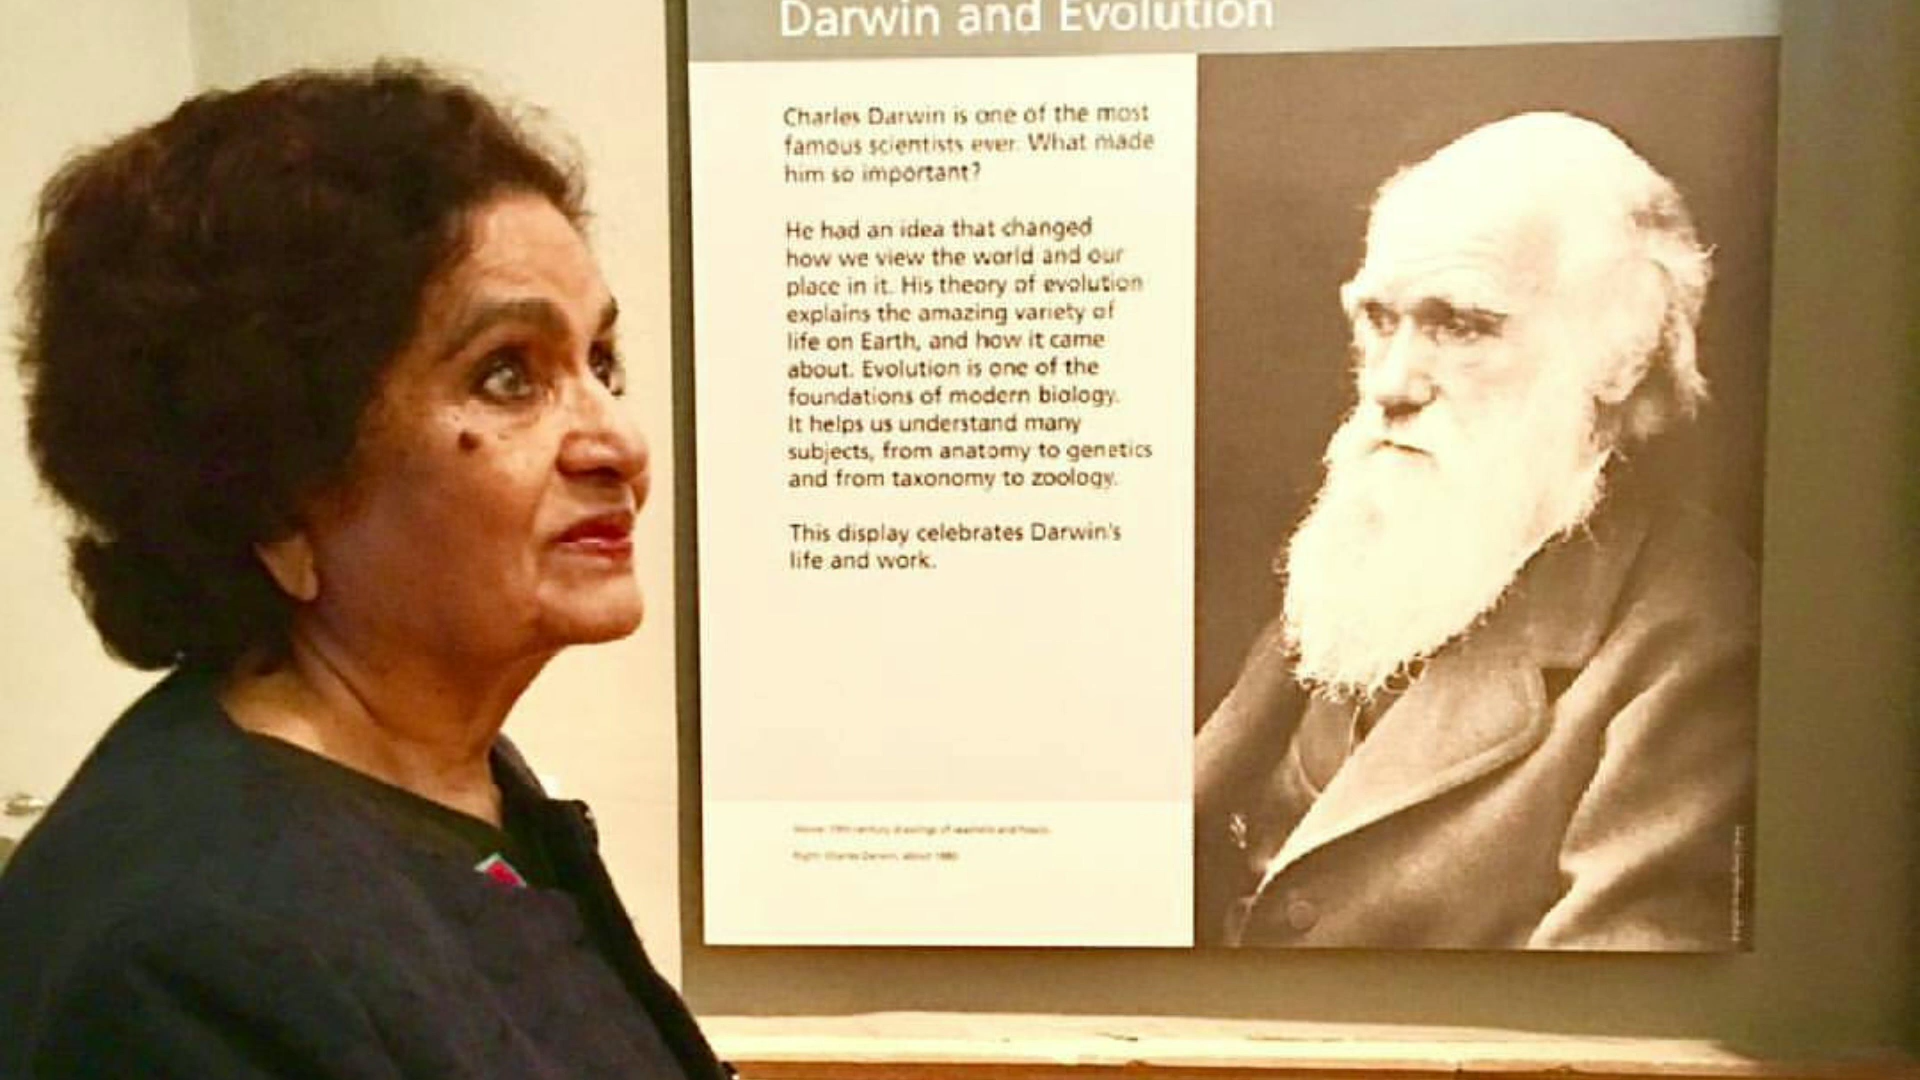 Darwin and Evolution
Charles Darwin is one of the most
famous scientists ever. What made
him so important?
He had an idea that changed
how we view the world and our
place in it. His theory of evolution
explains the amazing variety of
life on Earth, and how it came
about. Evolution is one of the
foundations of modern biology.
It helps us understand many
subjects, from anatomy to genetics
and from taxonomy to zoology.
This display celebrates Darwin's
life and work.
Right: Charles Darwin, about